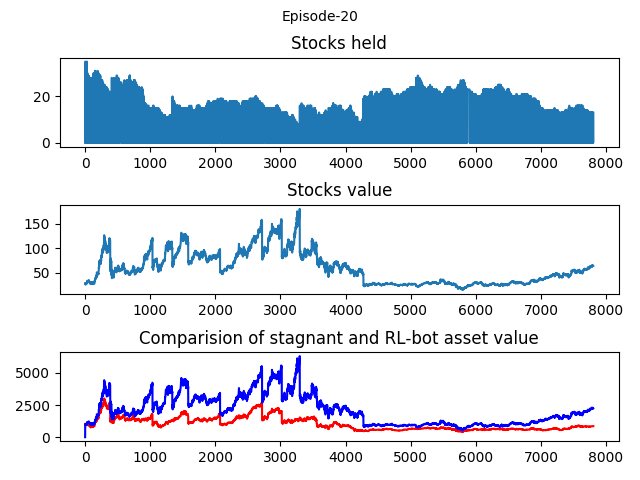 Episode-20
Stocks held
20
0
0 1000 2000 3000 4000 5000 6000 7000 8000
Stocks value
150
100
50
0 1000 2000 3000 4000 5000 6000 7000 8000
Comparision of stagnant and RL-bot asset value
5000
2500
0
0 1000 2000 3000 4000 5000 6000 7000 8000